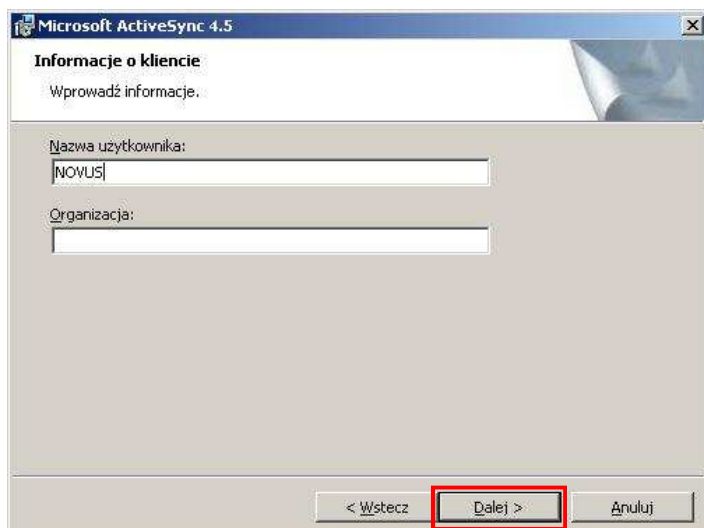 Microsoft ActiveSync 4.5
Informacje o kliencie
Wprowadź informacje.
Nazwa użytkownika:
NOVUS
Organizacja:
< Wstecz Dalej > Anuluj